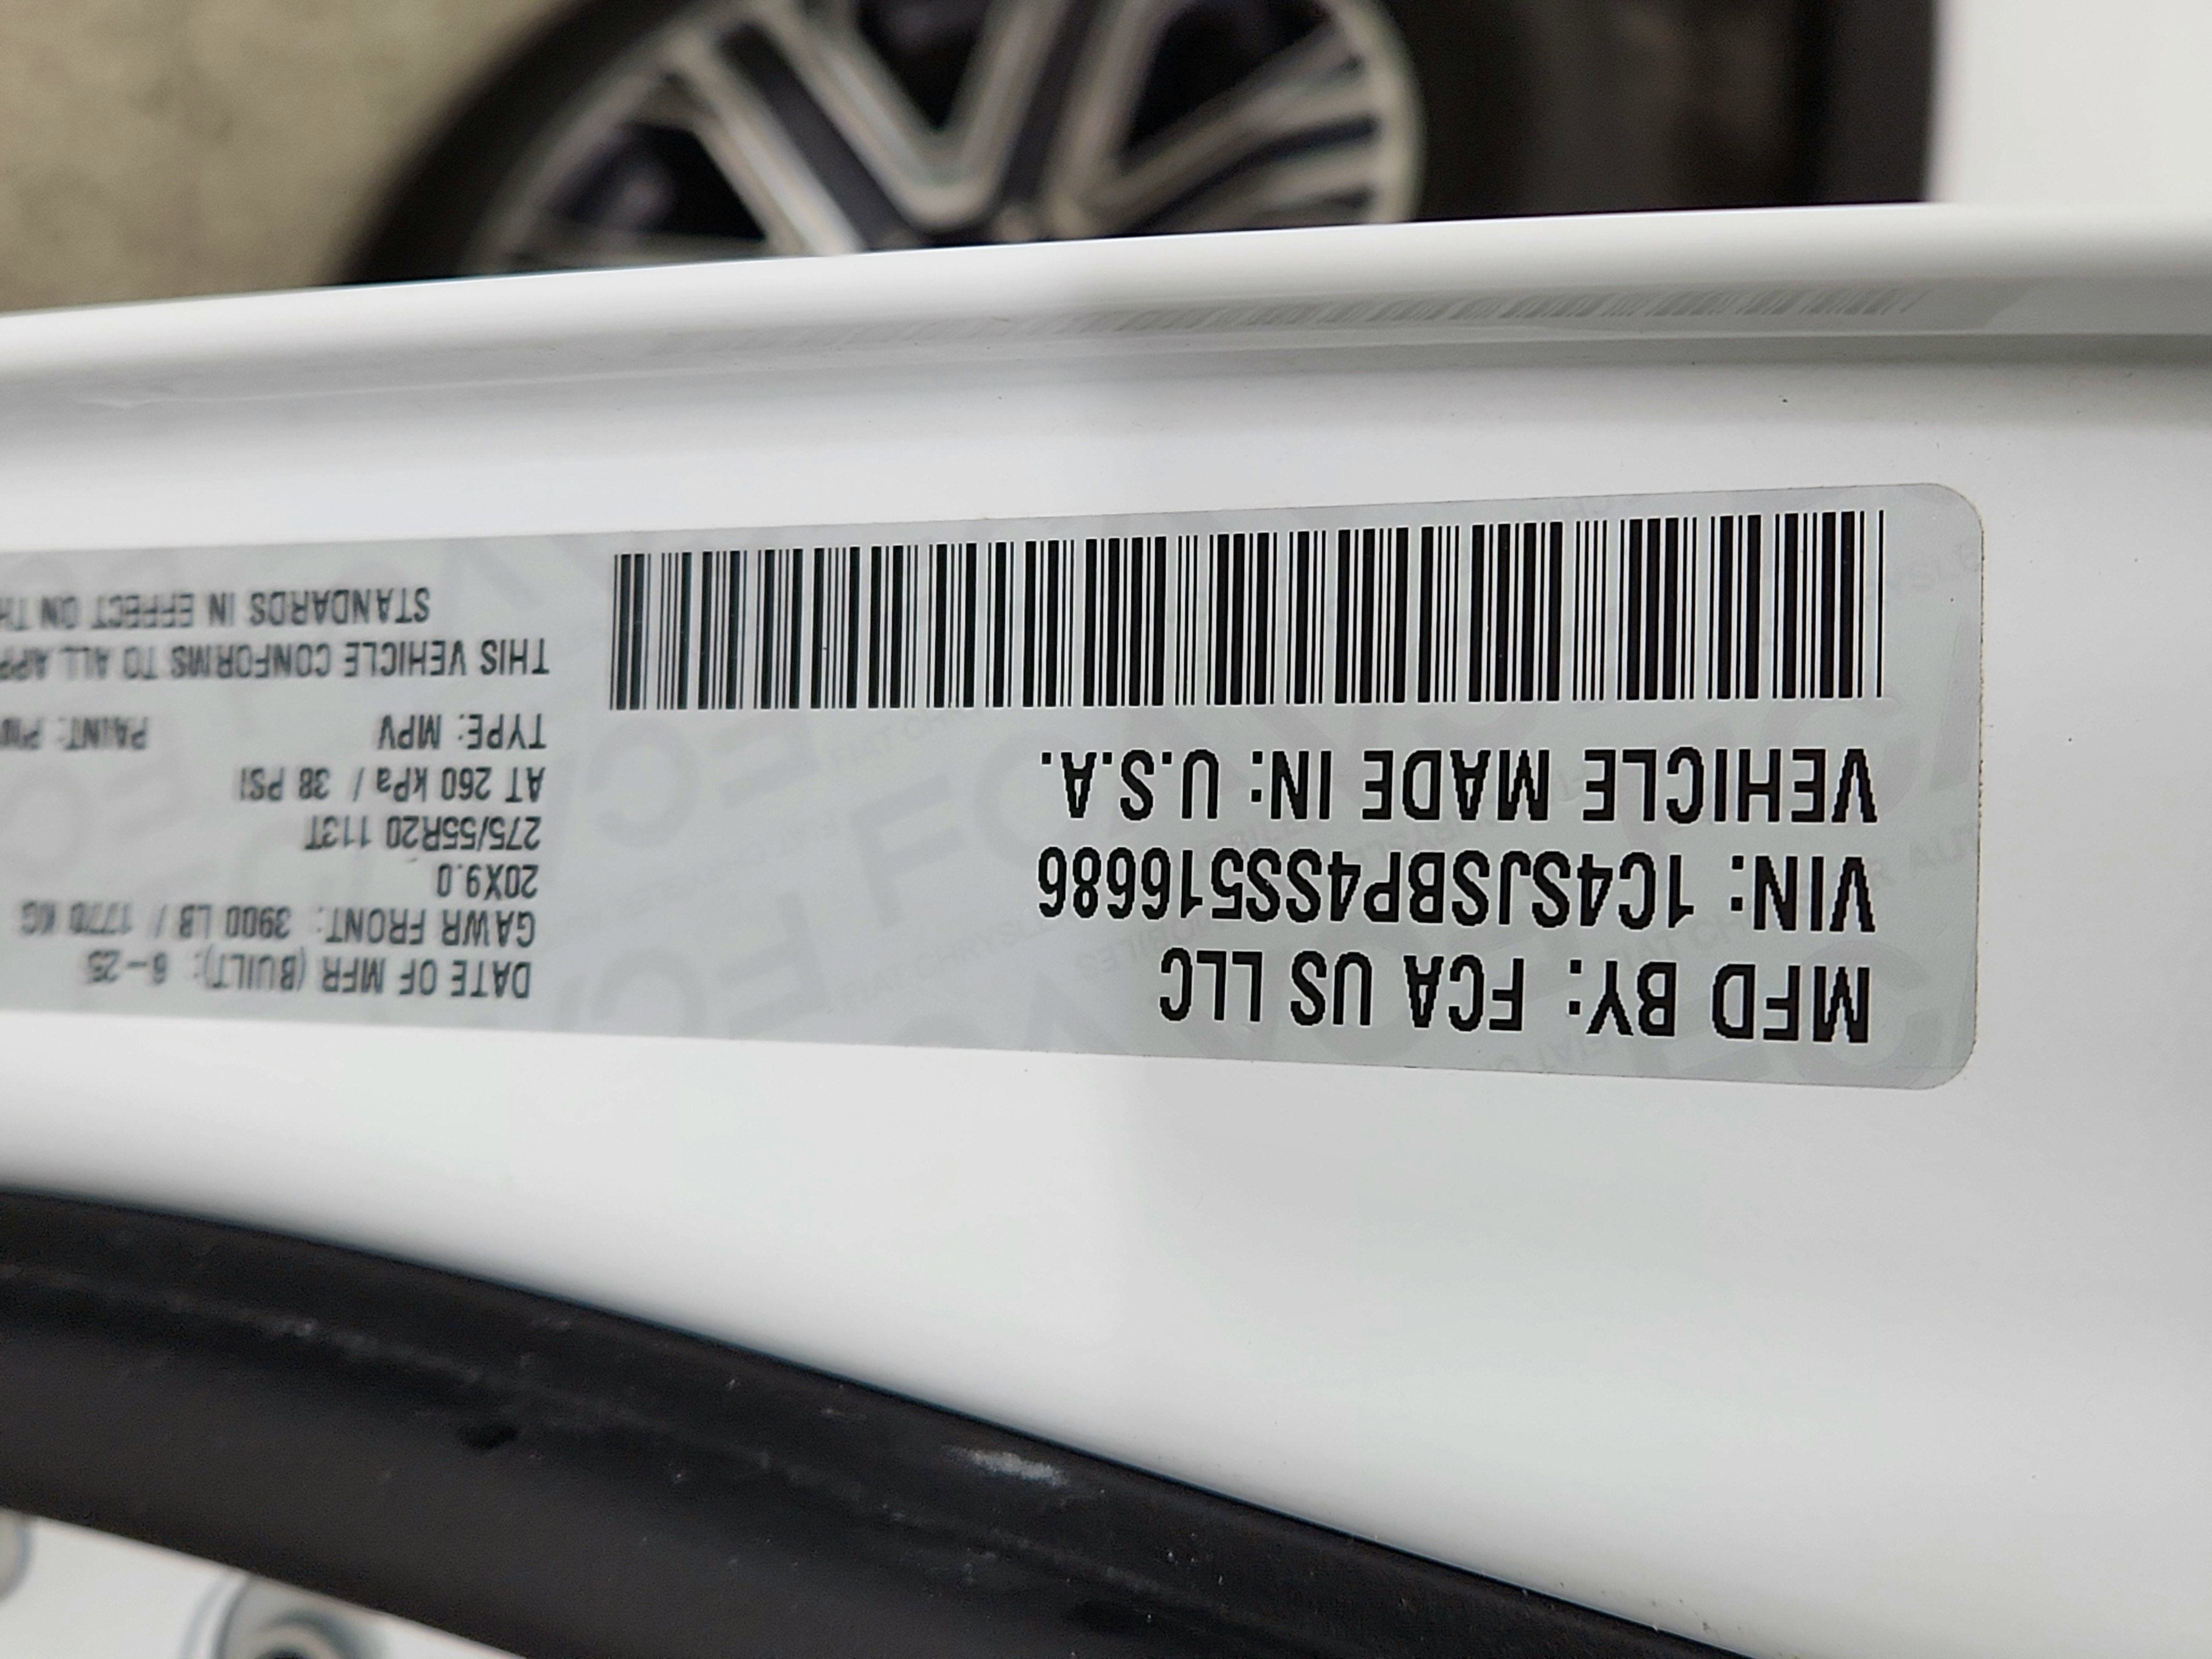 MFD BY: FCA US LLC
VIN: 1C4SJSBP4SS516686
VEHICLE MADE IN: U.S.A.
DATE OF MFR (BUILT): 6-25
GAWR FRONT: 3900 LB / 1770 KG
20X9.0
275/55R20 113T
AT 260 kPa / 38 PSI
TYPE: MPV PAINT:
THIS VEHICLE CONFORMS TO ALL
STANDARDS IN EFFECT ON